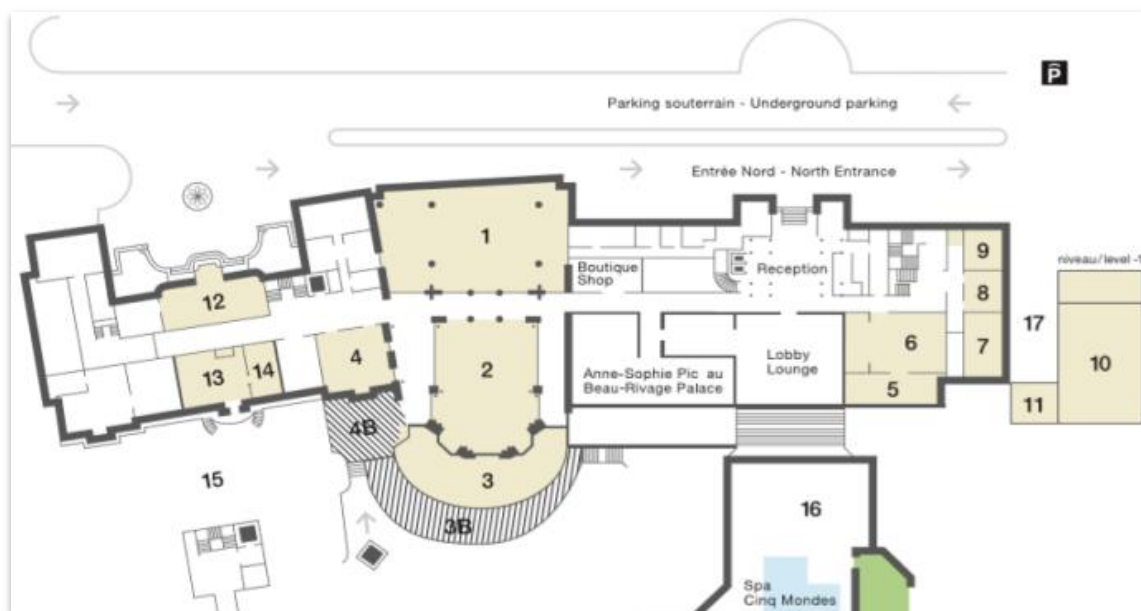 P
Parking souterrain - Underground parking
Entrée Nord - North Entrance
1
Boutique
Shop
Reception
9
niveau/level -1
8
12
17
7
6
10
4
2
Lobby
Lounge
13
14
Anne-Sophie Pic au
Beau-Rivage Palace
5
11
4B
15
3
3B
16
Spa
Cinq Mondes